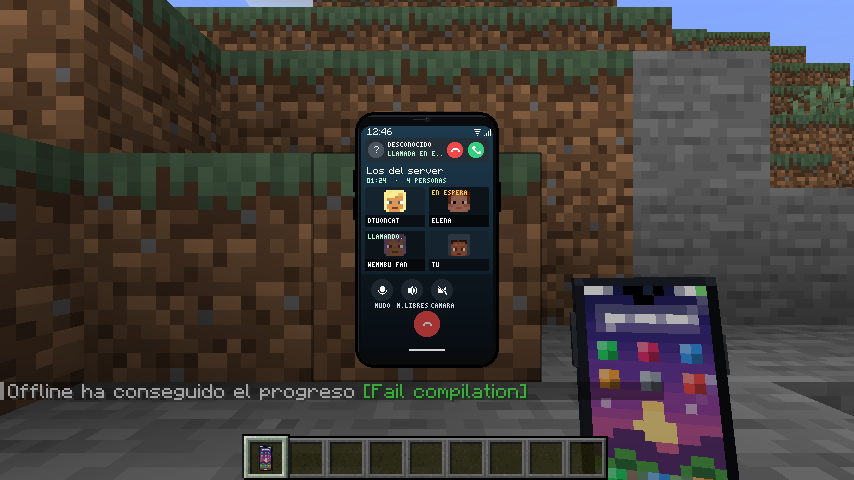 12:46
?
DESCONOCIDO
LLAMADA EN E..
Los del server
01:24 · 4 PERSONAS
EN ESPERA
DTUONCAT
ELENA
LLAMANDO.
WEMMBU FAN
TU
MUDO M.LIBRES CAMARA
Offline ha conseguido el progreso [Fail compilation]